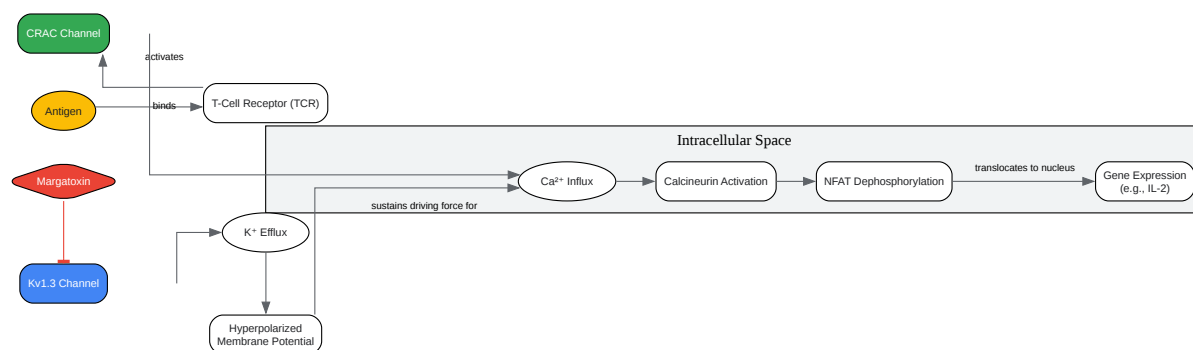 CRAC Channel
activates
T-Cell Receptor (TCR)
Antigen
binds
Intracellular Space
Margatoxin
Ca²⁺ Influx
Calcineurin Activation
NFAT Dephosphorylation
translocates to nucleus
Gene Expression
(e.g., IL-2)
sustains driving force for
K⁺ Efflux
Kv1.3 Channel
Hyperpolarized
Membrane Potential